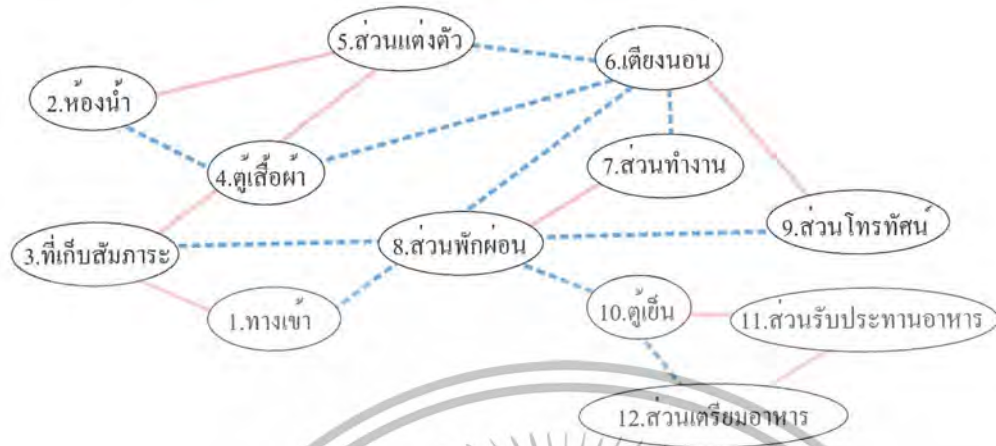 5.ส่วนแต่งตัว
6.เตียงนอน
2.ห้องน้ำ
4.ตู้เสื้อผ้า
7.ส่วนทำงาน
3.ที่เก็บสัมภาระ
8.ส่วนพักผ่อน
9.ส่วนโทรทัศน์
1.ทางเข้า
10.ตู้เย็น
11.ส่วนรับประทานอาหาร
12.ส่วนเตรียมอาหาร